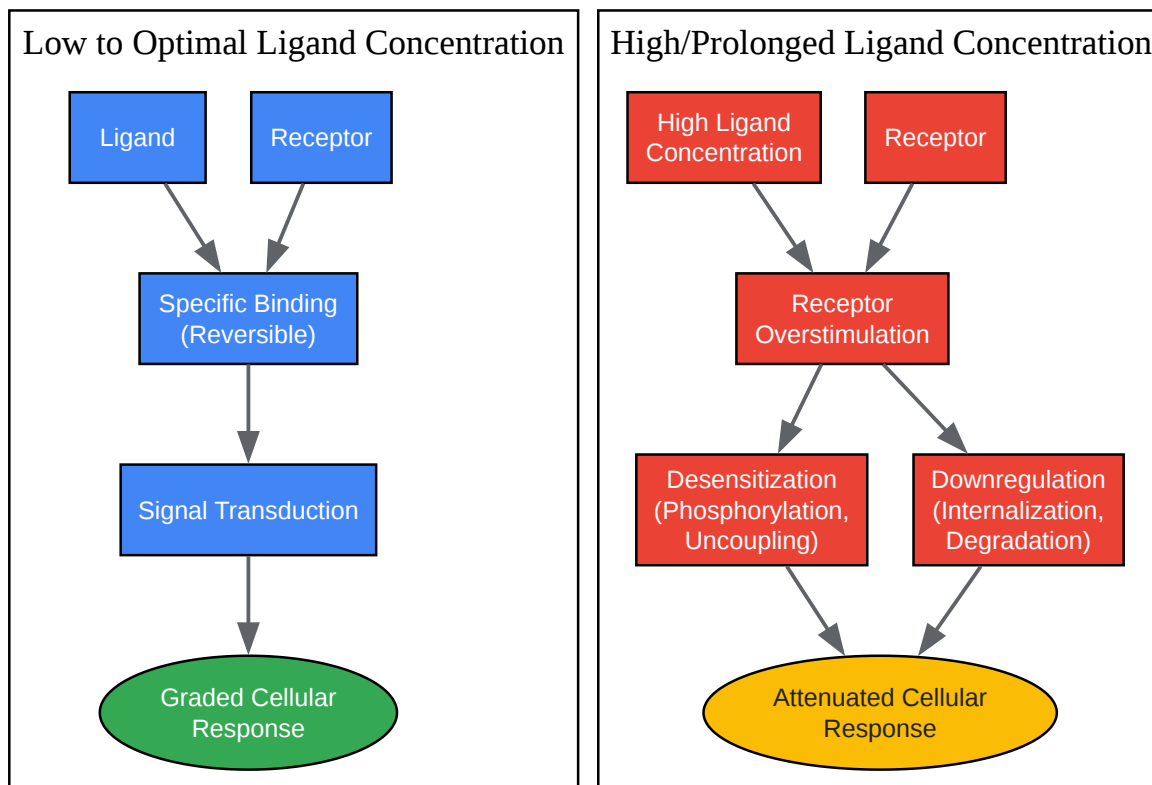 Low to Optimal Ligand Concentration
Ligand
Receptor
Specific Binding
(Reversible)
Signal Transduction
Graded Cellular
Response
High/Prolonged Ligand Concentration
High Ligand
Concentration
Receptor
Receptor
Overstimulation
Desensitization
(Phosphorylation,
Uncoupling)
Downregulation
(Internalization,
Degradation)
Attenuated Cellular
Response